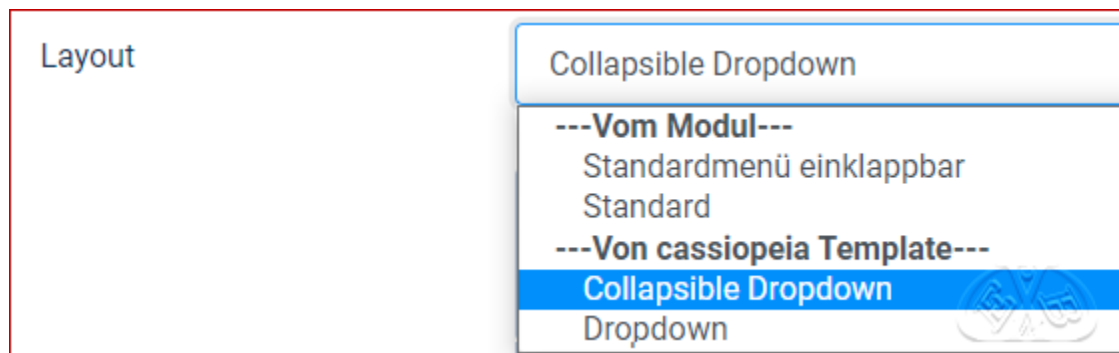 Layout
Collapsible Dropdown
---Vom Modul---
Standardmenü einklappbar
Standard
---Von cassiopeia Template---
Collapsible Dropdown
Dropdown